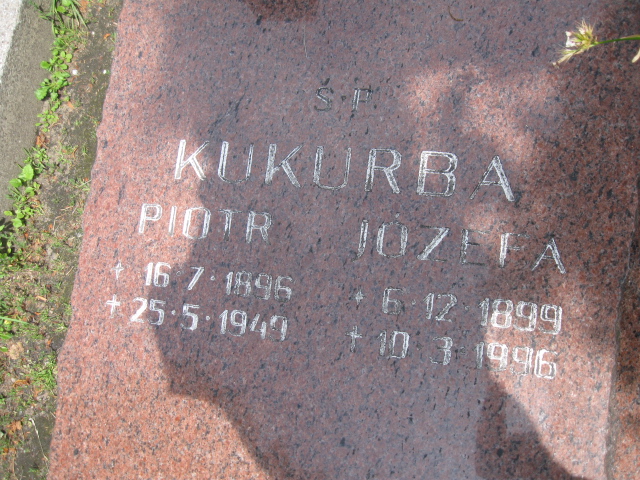 Ś P
KUKURBA
PIOTR
* 16·7·1896
+ 25·5·1949
JÓZEFA
* 6·12·1899
+ 10·3·1996